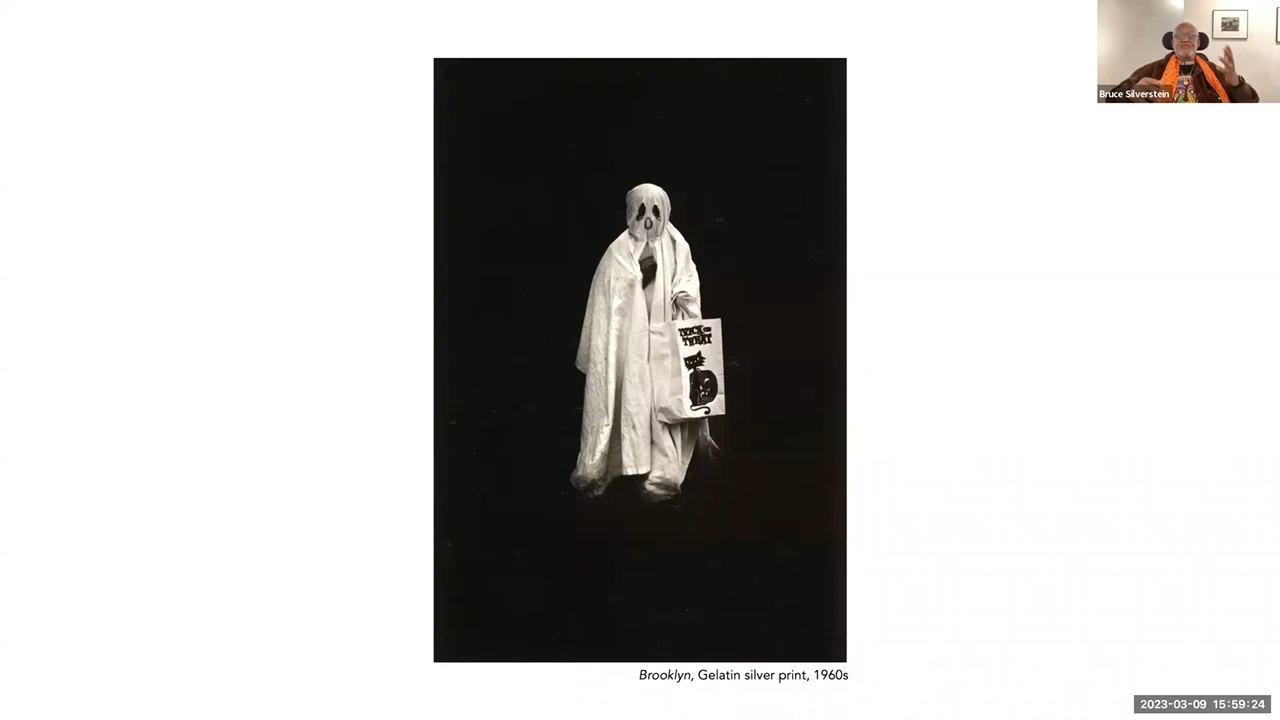 Bruce Silverstein
TRICK OR
TREAT
Brooklyn, Gelatin silver print, 1960s
2023-03-09 15:59:24